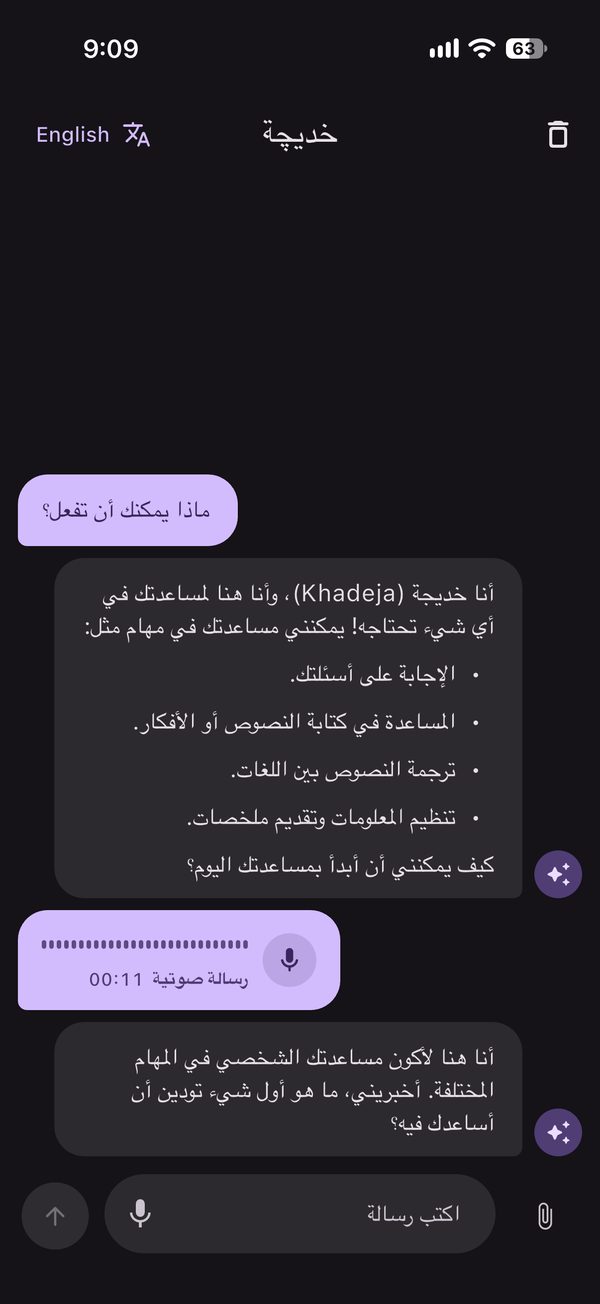 9:09
63
English
خديجة
ماذا يمكنك أن تفعل؟
أنا خديجة (Khadeja)، وأنا هنا لمساعدتك في
أي شيء تحتاجه! يمكنني مساعدتك في مهام مثل:
• الإجابة على أسئلتك.
• المساعدة في كتابة النصوص أو الأفكار.
• ترجمة النصوص بين اللغات.
• تنظيم المعلومات وتقديم ملخصات.
كيف يمكنني أن أبدأ بمساعدتك اليوم؟
رسالة صوتية 00:11
أنا هنا لأكون مساعدتك الشخصي في المهام
المختلفة. أخبريني، ما هو أول شيء تودين أن
أساعدك فيه؟
اكتب رسالة